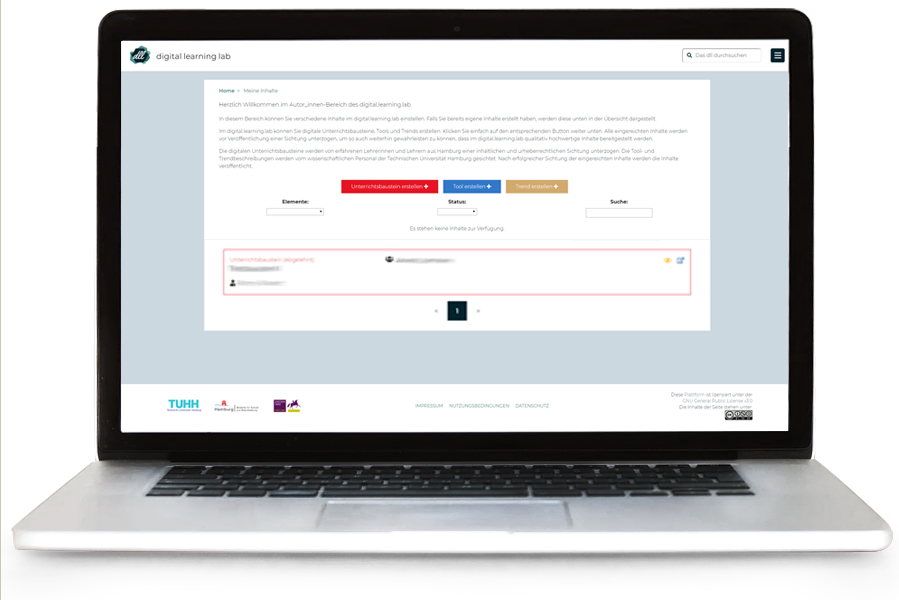 dll digital learning lab
Das dll durchsuchen
Home » Meine Inhalte
Herzlich Willkommen im Autor_innen-Bereich des digital.learning.lab
In diesem Bereich können Sie verschiedene Inhalte im digital.learning.lab einstellen. Falls Sie bereits eigene Inhalte erstellt haben, werden diese unten in der Übersicht dargestellt.
Im digital.learning.lab können Sie digitale Unterrichtsbausteine, Tools und Trends erstellen. Klicken Sie einfach auf den entsprechenden Button weiter unten. Alle eingereichten Inhalte werden
vor Veröffentlichung einer Sichtung unterzogen, um so auch weiterhin gewährleisten zu können, dass im digital.learning.lab qualitativ hochwertige Inhalte bereitgestellt werden.
Die digitalen Unterrichtsbausteine werden von erfahrenen Lehrerinnen und Lehrern aus Hamburg einer inhaltlichen und urheberrechtlichen Sichtung unterzogen. Die Tool- und
Trendbeschreibungen werden vom wissenschaftlichen Personal der Technischen Universität Hamburg gesichtet. Nach erfolgreicher Sichtung der eingereichten Inhalte werden die Inhalte
veröffentlicht.
Unterrichtsbaustein erstellen Tool erstellen Trend erstellen
Elemente: Status: Suche:
Es stehen keine Inhalte zur Verfügung.
Unterrichtsbaustein (abgelehnt)
« 1 »
TUHH
Hamburg
IMPRESSUM NUTZUNGSBEDINGUNGEN DATENSCHUTZ
Diese Plattform ist lizensiert unter der
GNU General Public License v3.0
Die Inhalte der Seite stehen unter: